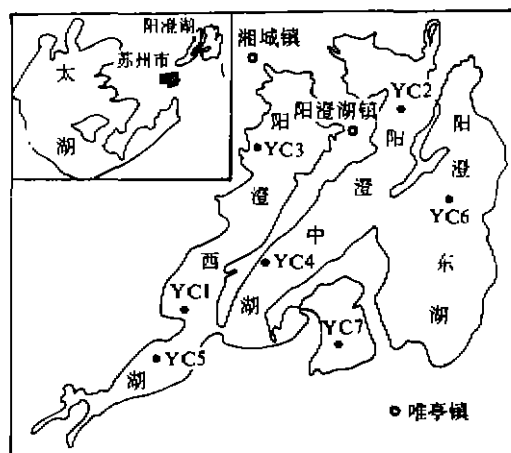 阳澄湖
苏州市
太湖
湘城镇
阳澄湖镇
YC2
YC3
YC6
YC4
YC1
YC7
YC5
阳澄西湖
阳澄中湖
阳澄东湖
唯亭镇